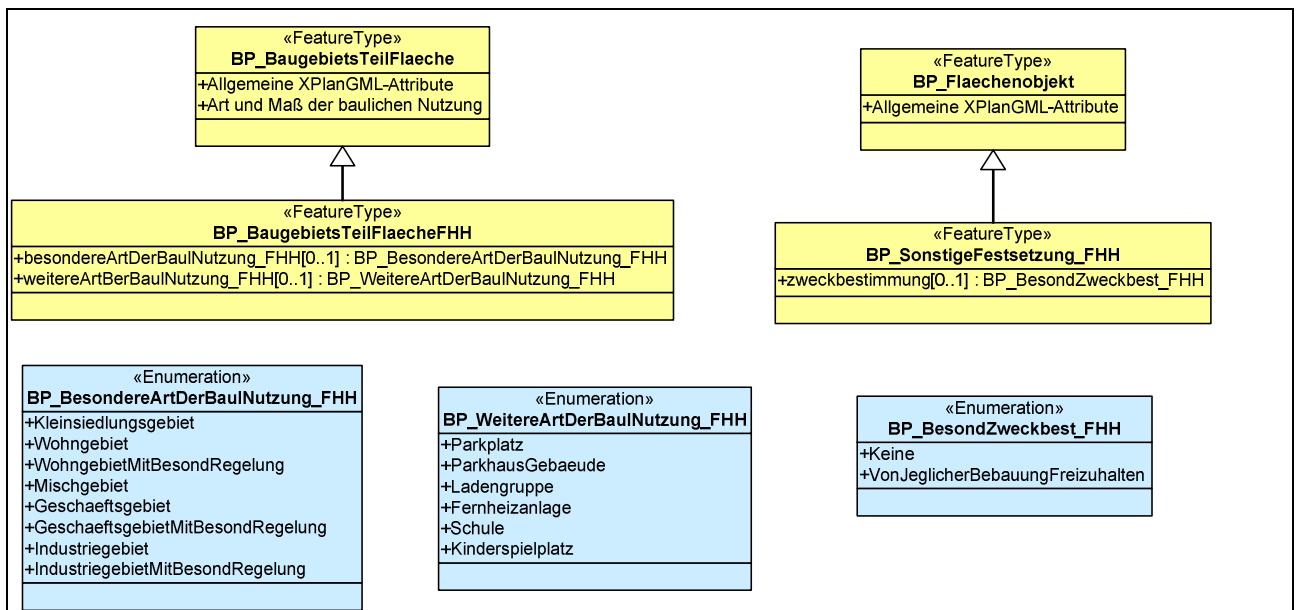 «FeatureType»
BP_BaugebietsTeilFlaeche
+Allgemeine XPlanGML-Attribute
+Art und Maß der baulichen Nutzung
«FeatureType»
BP_Flaechenobjekt
+Allgemeine XPlanGML-Attribute
«FeatureType»
BP_BaugebietsTeilFlaecheFHH
+besondereArtDerBaulNutzung_FHH[0..1] : BP_BesondereArtDerBaulNutzung_FHH
+weitereArtBerBaulNutzung_FHH[0..1] : BP_WeitereArtDerBaulNutzung_FHH
«FeatureType»
BP_SonstigeFestsetzung_FHH
+zweckbestimmung[0..1] : BP_BesondZweckbest_FHH
«Enumeration»
BP_BesondereArtDerBaulNutzung_FHH
+Kleinsiedlungsgebiet
+Wohngebiet
+WohngebietMitBesondRegelung
+Mischgebiet
+Geschaeftsgebiet
+GeschaeftsgebietMitBesondRegelung
+Industriegebiet
+IndustriegebietMitBesondRegelung
«Enumeration»
BP_WeitereArtDerBaulNutzung_FHH
+Parkplatz
+ParkhausGebaeude
+Ladengruppe
+Fernheizanlage
+Schule
+Kinderspielplatz
«Enumeration»
BP_BesondZweckbest_FHH
+Keine
+VonJeglicherBebauungFreizuhalten